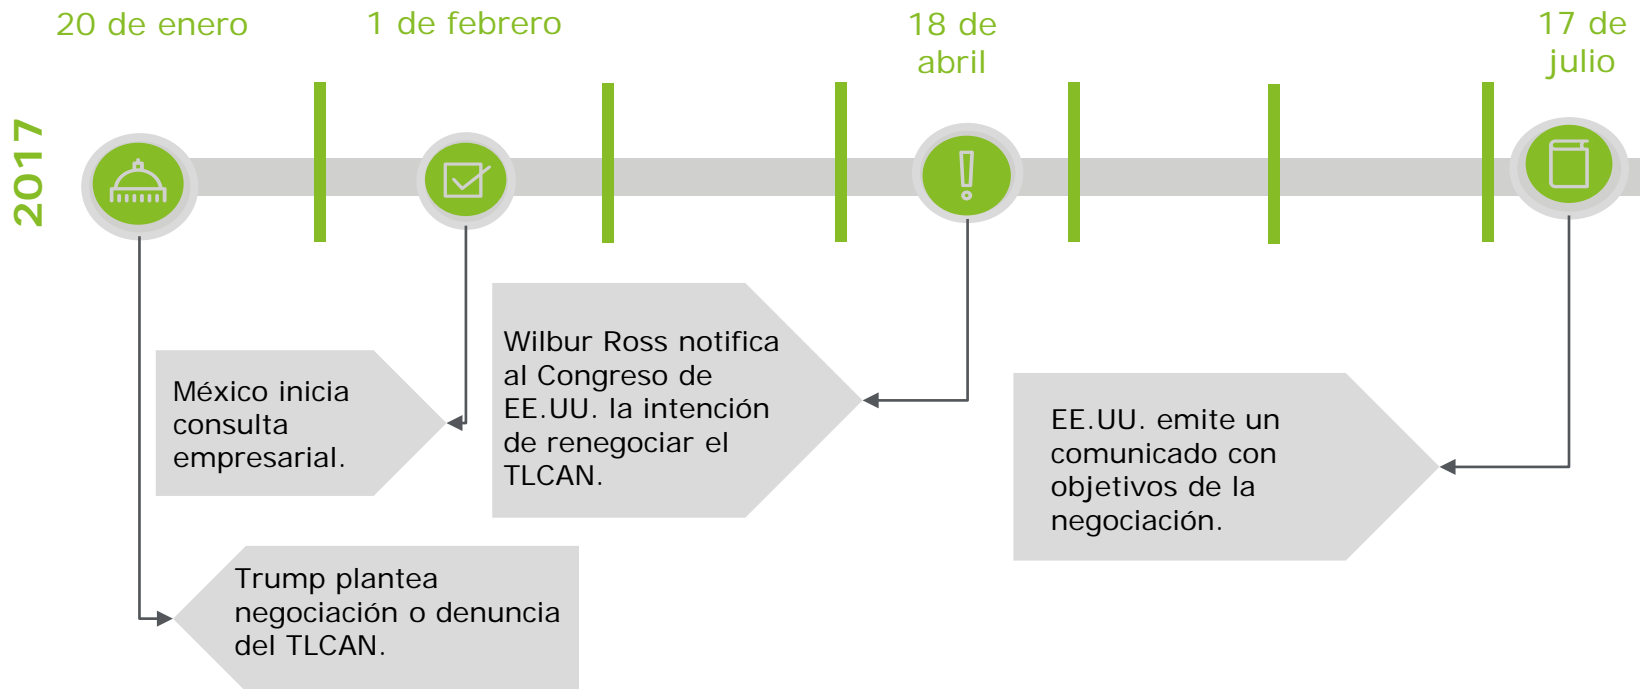 20 de enero
1 de febrero
18 de
abril
17 de
julio
2017
México inicia
consulta
empresarial.
Wilbur Ross notifica
al Congreso de
EE.UU. la intención
de renegociar el
TLCAN.
EE.UU. emite un
comunicado con
objetivos de la
negociación.
Trump plantea
negociación o denuncia
del TLCAN.